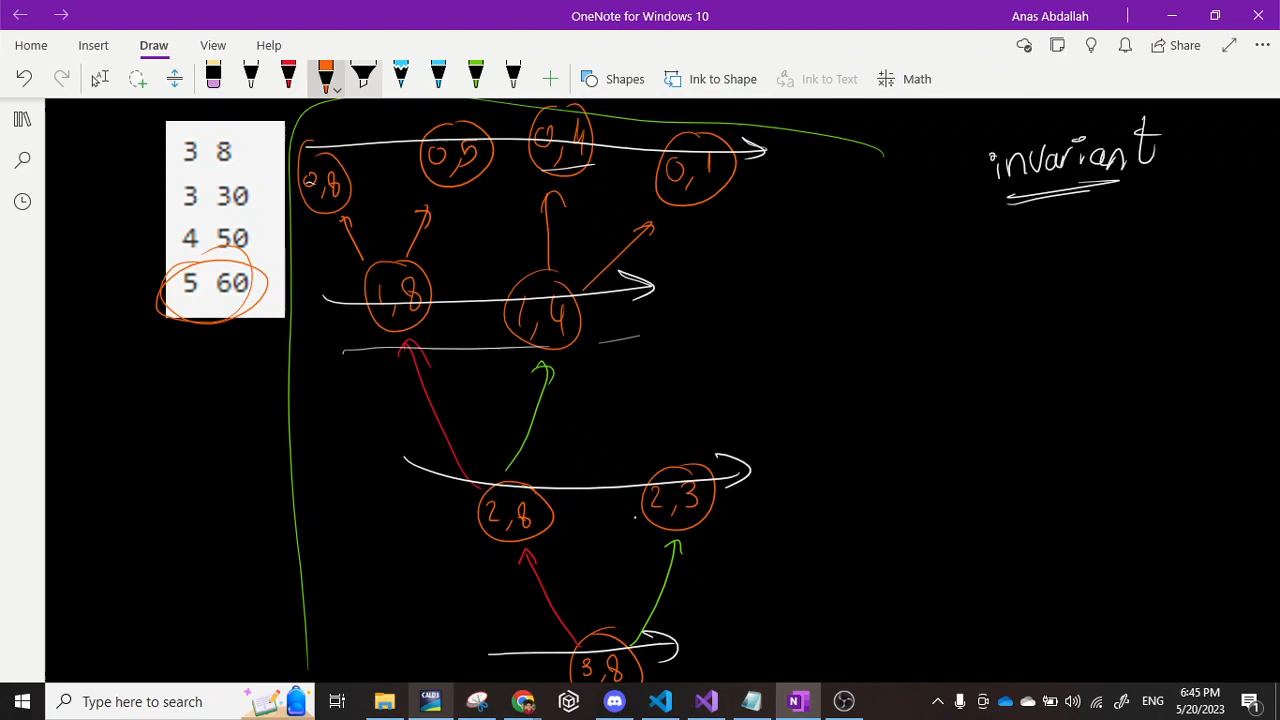 OneNote for Windows 10
Anas Abdallah
Home Insert Draw View Help
Share
Shapes
Ink to Shape
Ink to Text
Math
3 8
3 30
4 50
5 60
0,8 0,5 0,4 0,1
invariant
1,8 1,4
2,8 2,3
3,8
Type here to search
CALDS
ENG
6:45 PM
5/20/2023
1